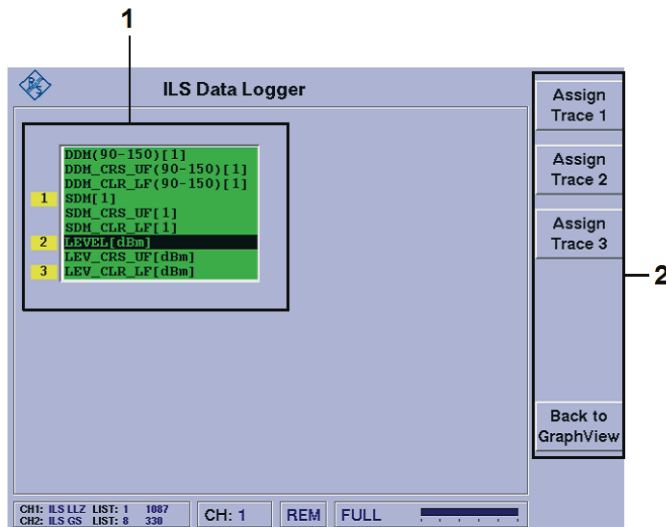 1
ILS Data Logger
DDM(90-150)[1]
DDM_CRS_UF(90-150)[1]
DDM_CLR_LF(90-150)[1]
1 SDM[1]
SDM_CRS_UF[1]
SDM_CLR_LF[1]
2 LEVEL[dBm]
LEV_CRS_UF[dBm]
3 LEV_CLR_LF[dBm]
Assign
Trace 1
Assign
Trace 2
Assign
Trace 3
2
Back to
GraphView
CH1: ILS LLZ LIST: 1 1087
CH2: ILS GS LIST: 8 330
CH: 1
REM
FULL